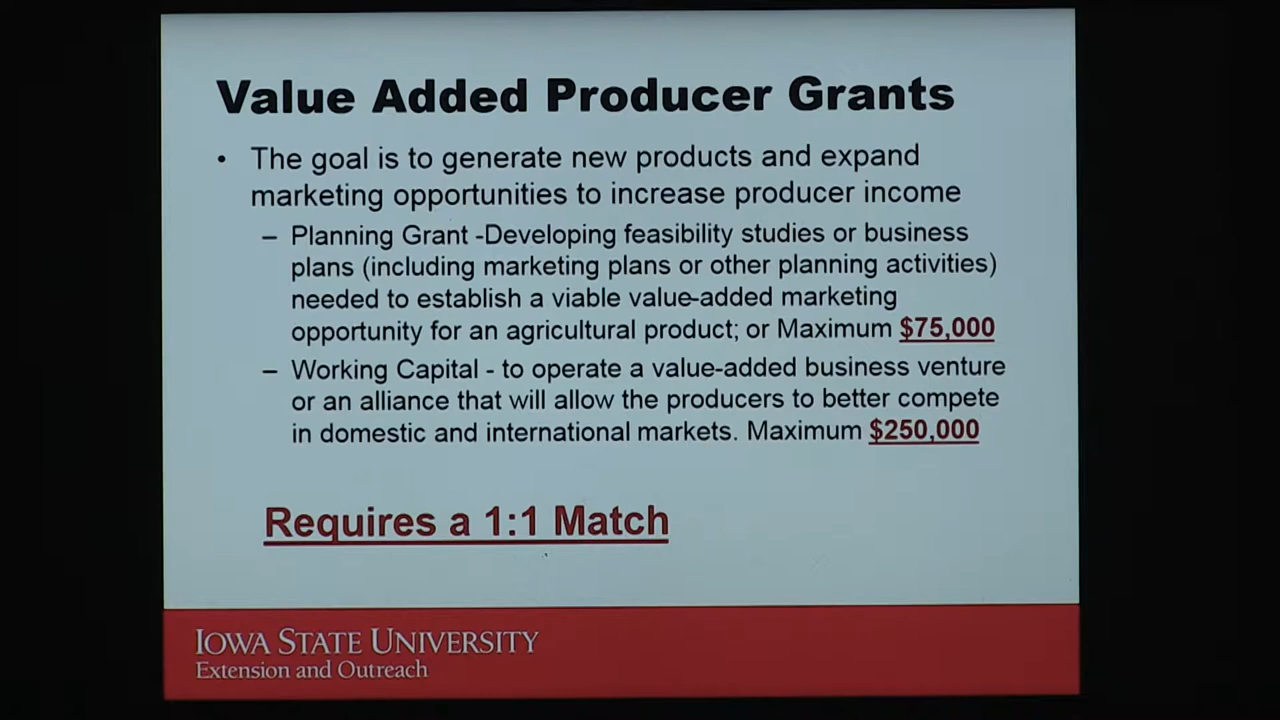 Value Added Producer Grants
• The goal is to generate new products and expand
marketing opportunities to increase producer income
– Planning Grant -Developing feasibility studies or business
plans (including marketing plans or other planning activities)
needed to establish a viable value-added marketing
opportunity for an agricultural product; or Maximum $75,000
– Working Capital - to operate a value-added business venture
or an alliance that will allow the producers to better compete
in domestic and international markets. Maximum $250,000
Requires a 1:1 Match
IOWA STATE UNIVERSITY
Extension and Outreach